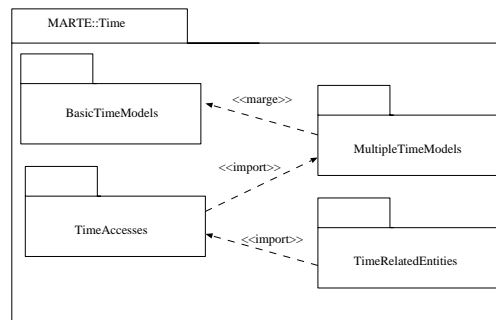 MARTE::Time
<<marge>>
BasicTimeModels
MultipleTimeModels
<<import>>
TimeAccesses
<<import>>
TimeRelatedEntities